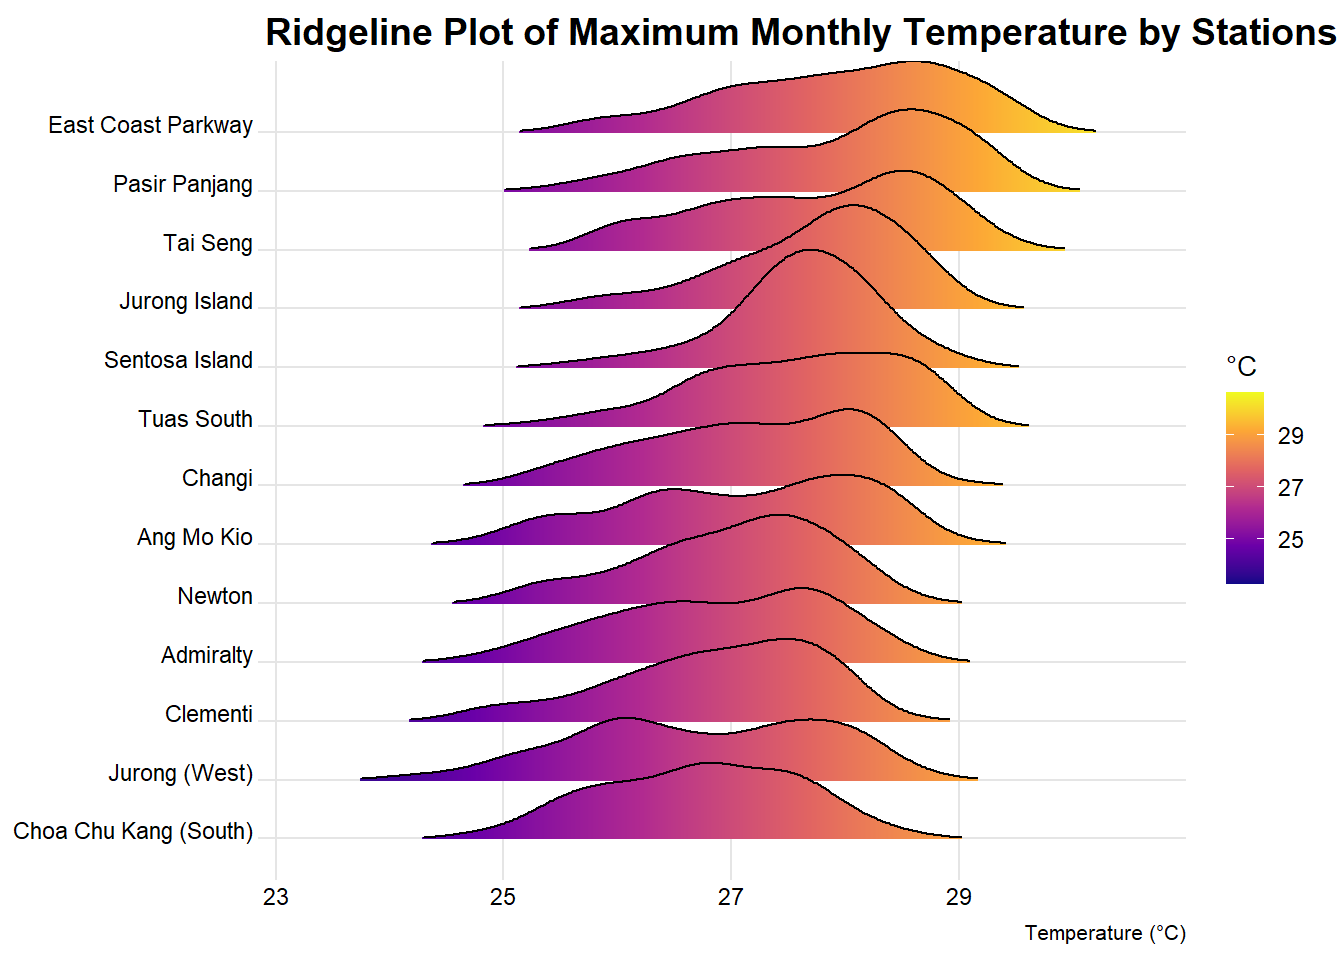 Ridgeline Plot of Maximum Monthly Temperature by Stations
East Coast Parkway
Pasir Panjang
Tai Seng
Jurong Island
Sentosa Island
Tuas South
Changi
Ang Mo Kio
Newton
Admiralty
Clementi
Jurong (West)
Choa Chu Kang (South)
23 25 27 29
Temperature (°C)
°C
29
27
25